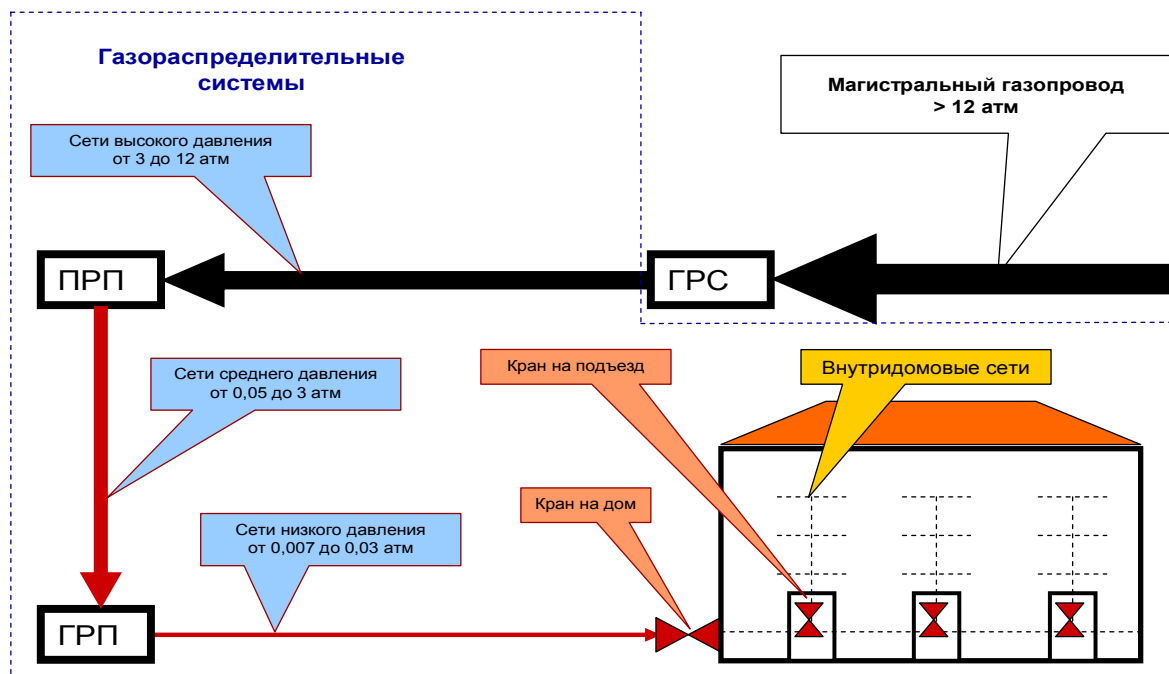 Газораспределительные
системы
Магистральный газопровод
> 12 атм
Сети высокого давления
от 3 до 12 атм
ПРП
ГРС
Сети среднего давления
от 0,05 до 3 атм
Кран на подъезд
Внутридомовые сети
Кран на дом
Сети низкого давления
от 0,007 до 0,03 атм
ГРП